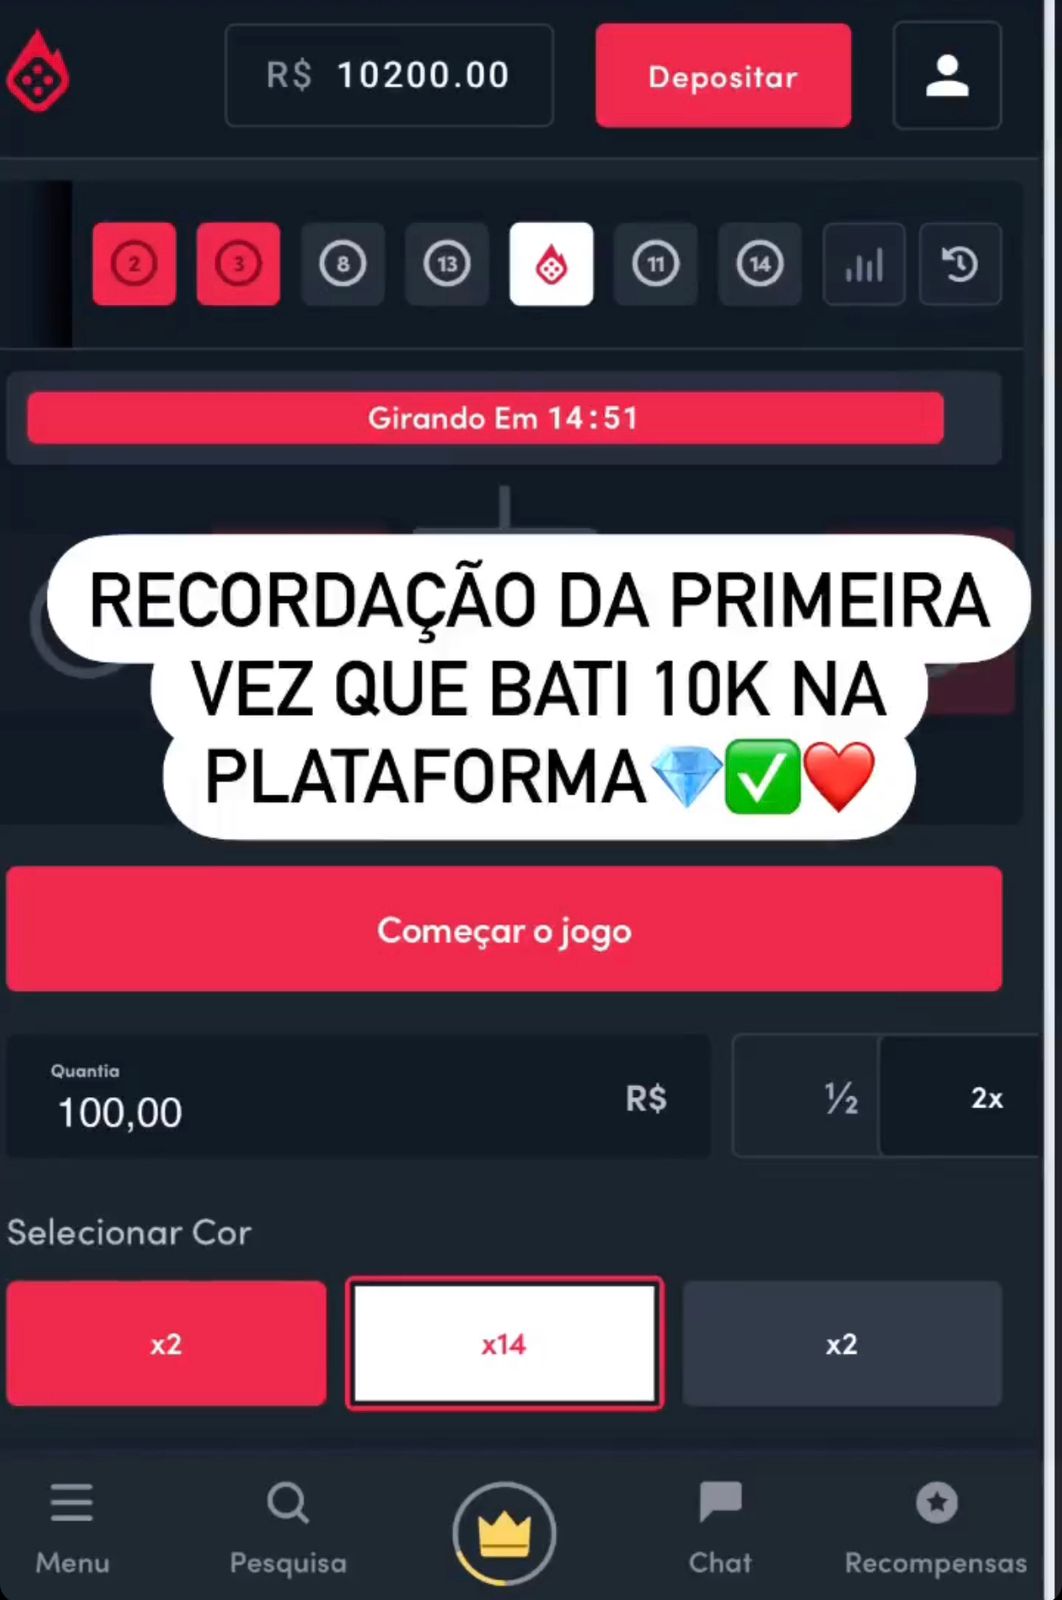 R$ 10200.00
Depositar
2 3 8 13 11 14
Girando Em 14:51
RECORDAÇÃO DA PRIMEIRA
VEZ QUE BATI 10K NA
PLATAFORMA💎✅❤️
Começar o jogo
Quantia
100,00 R$ ½ 2x
Selecionar Cor
x2 x14 x2
Menu Pesquisa Chat Recompensas